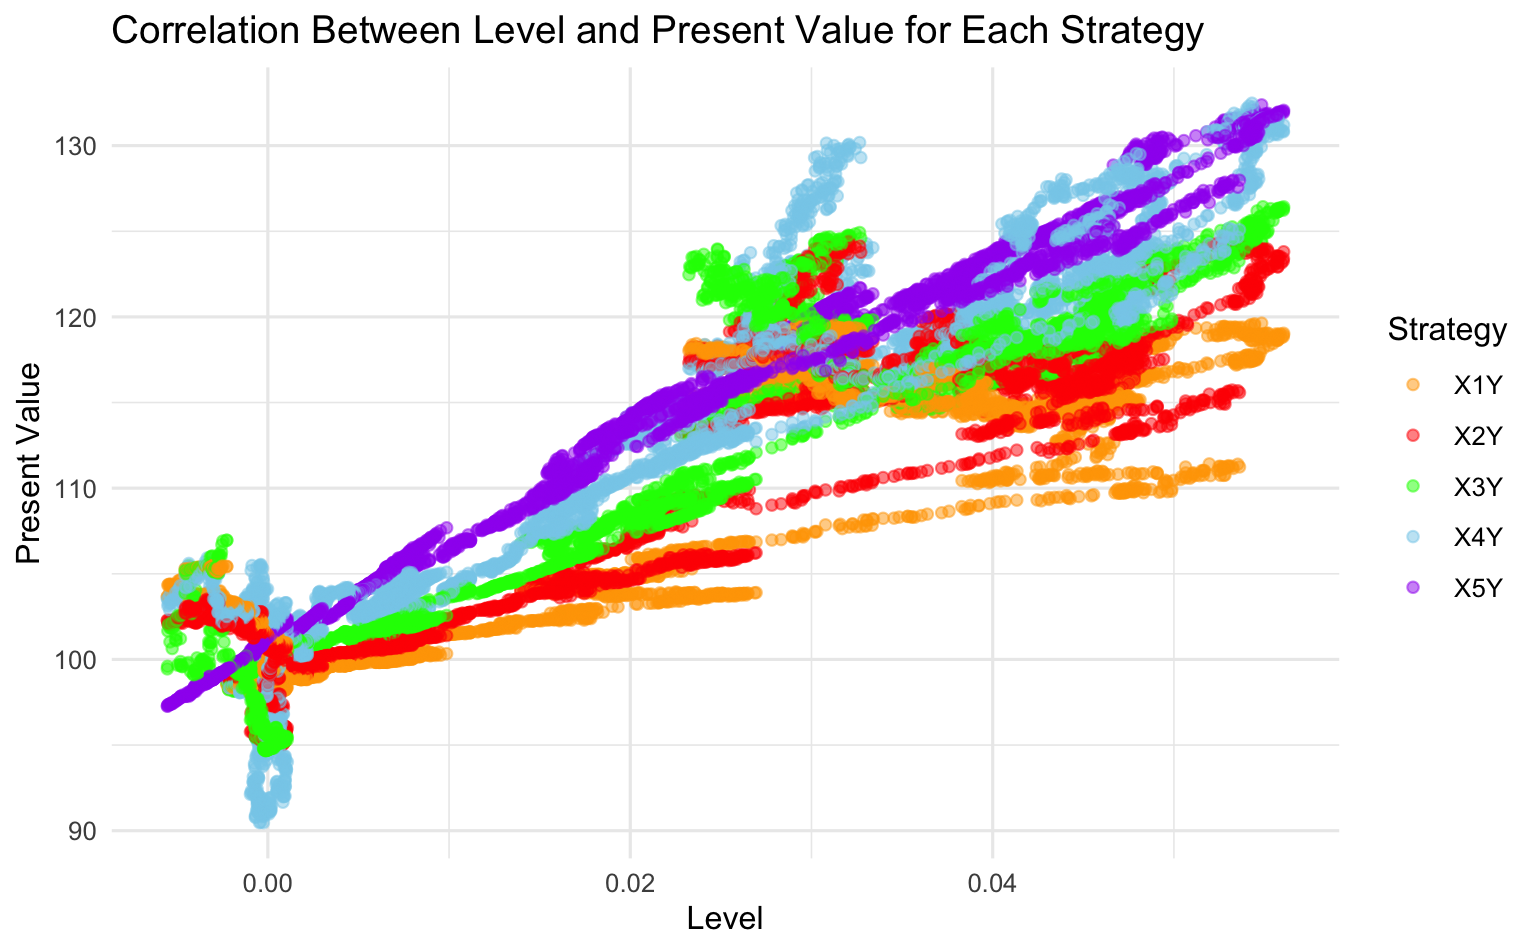 Correlation Between Level and Present Value for Each Strategy
Present Value
130
120
110
100
90
0.00
0.02
0.04
Level
Strategy
X1Y
X2Y
X3Y
X4Y
X5Y